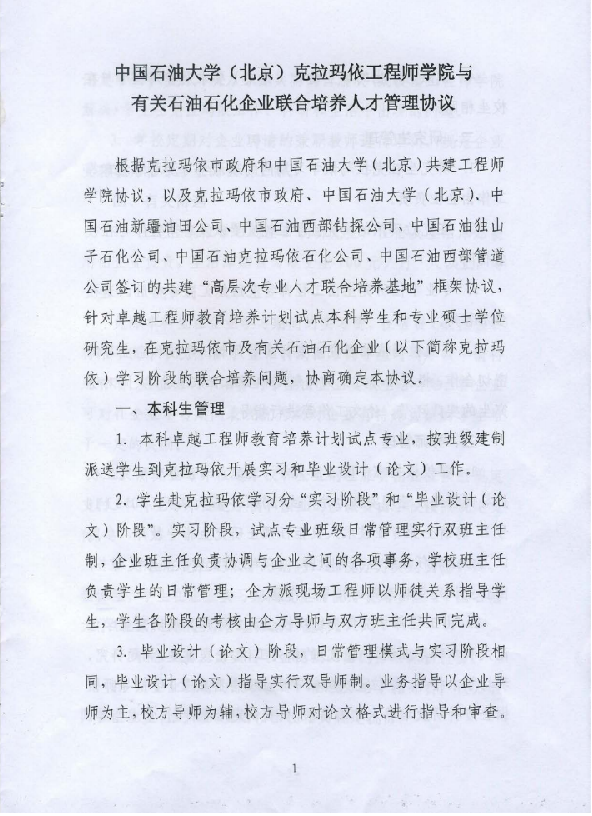 中国石油大学（北京）克拉玛依工程师学院与
有关石油石化企业联合培养人才管理协议
根据克拉玛依市政府和中国石油大学（北京）共建工程师
学院协议，以及克拉玛依市政府、中国石油大学（北京）、中
国石油新疆油田公司、中国石油西部钻探公司、中国石油独山
子石化公司、中国石油克拉玛依石化公司、中国石油西部管道
公司签订的共建“高层次专业人才联合培养基地”框架协议，
针对卓越工程师教育培养计划试点本科学生和专业硕士学位
研究生，在克拉玛依市及有关石油石化企业（以下简称克拉玛
依）学习阶段的联合培养问题，协商确定本协议。
一、本科生管理
1. 本科卓越工程师教育培养计划试点专业，按班级建制
派送学生到克拉玛依开展实习和毕业设计（论文）工作。
2. 学生赴克拉玛依学习分“实习阶段”和“毕业设计（论
文）阶段”。实习阶段，试点专业班级日常管理实行双班主任
制，企业班主任负责协调与企业之间的各项事务，学校班主任
负责学生的日常管理；企方派现场工程师以师徒关系指导学
生，学生各阶段的考核由企方导师与双方班主任共同完成。
3. 毕业设计（论文）阶段，日常管理模式与实习阶段相
同，毕业设计（论文）指导实行双导师制。业务指导以企业导
师为主，校方导师为辅，校方导师对论文格式进行指导和审查。
1